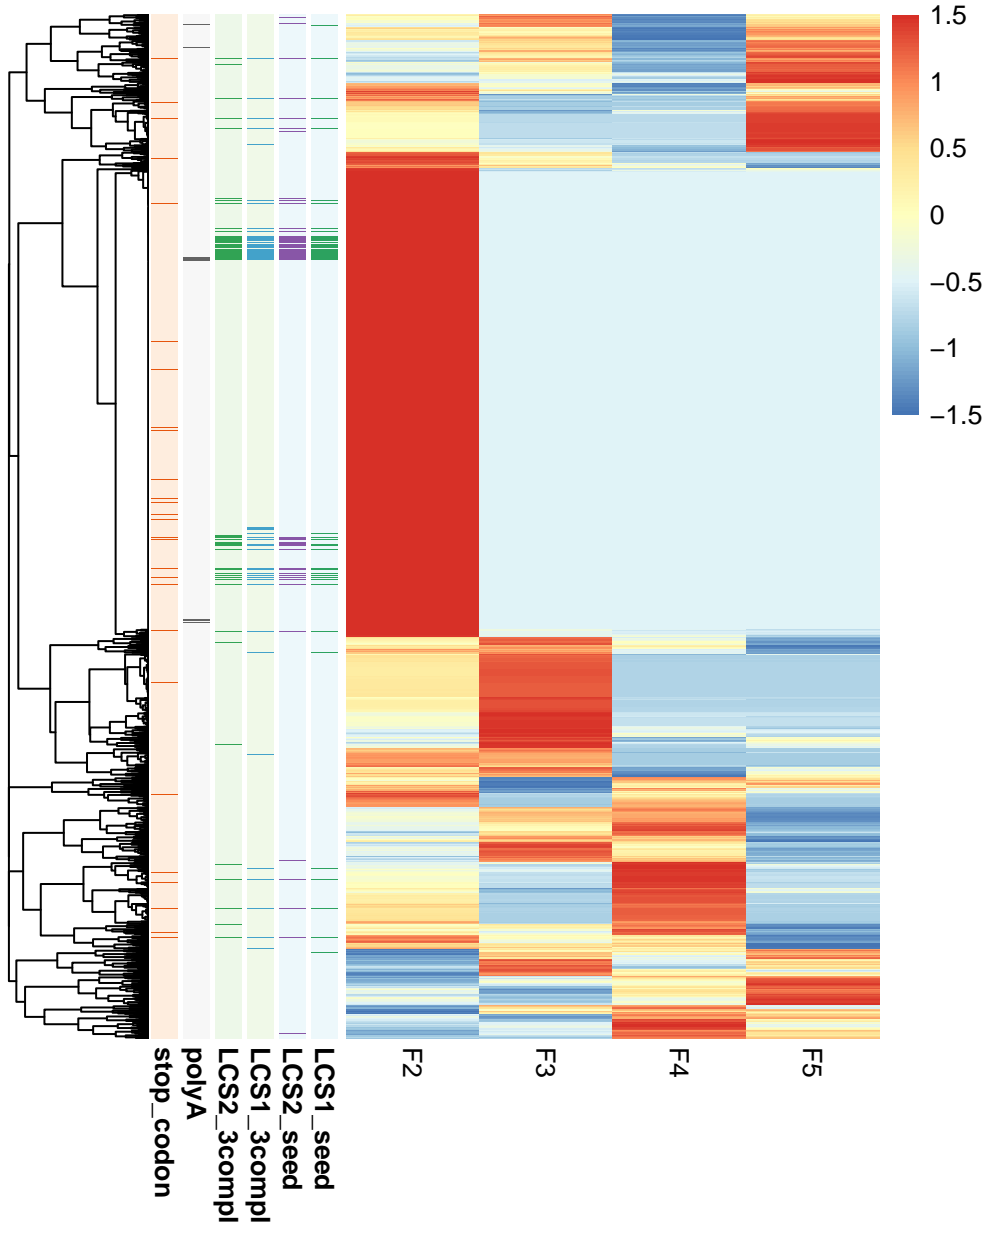 1.5
1
0.5
0
−0.5
−1
−1.5
F2
F3
F4
F5
stop_codon
polyA
LCS2_3compl
LCS1_3compl
LCS2_seed
LCS1_seed